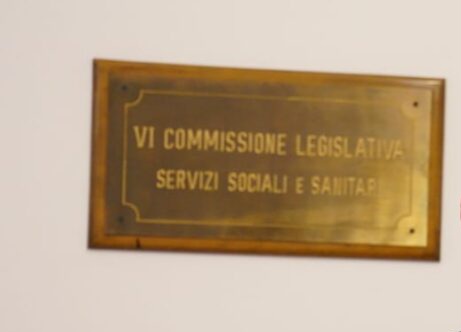 VI COMMISSIONE LEGISLATIVA
SERVIZI SOCIALI E SANITARI